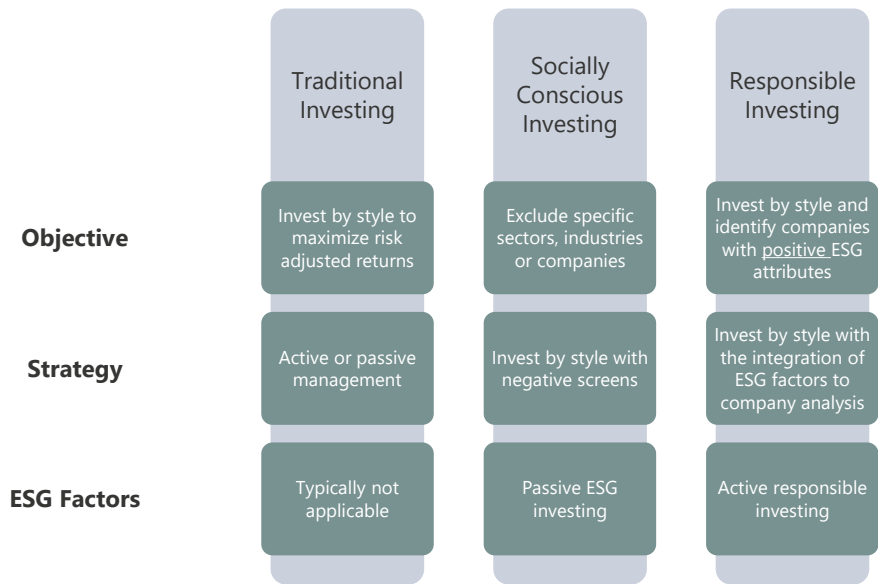 Traditional
Investing
Socially
Conscious
Investing
Responsible
Investing
Objective
Invest by style to
maximize risk
adjusted returns
Exclude specific
sectors, industries
or companies
Invest by style and
identify companies
with positive ESG
attributes
Strategy
Active or passive
management
Invest by style with
negative screens
Invest by style with
the integration of
ESG factors to
company analysis
ESG Factors
Typically not
applicable
Passive ESG
investing
Active responsible
investing